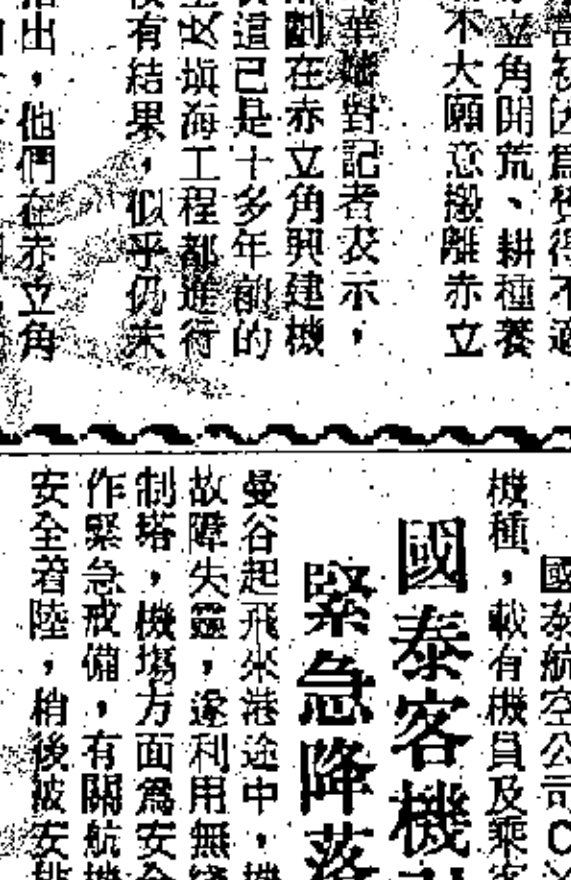 當初因為覺得不適
立角開荒、耕種養
不大願意搬離赤立
華嬸對記者表示，
劃在赤立角興建機
這已是十多年前的
及填海工程都進行
有結果，似乎仍未
出，他們在赤立角
國泰航空公司
機種，載有機員及乘客
國泰客機
緊急降落
曼谷起飛來港途中，機
故障失靈，遂利用無綫
制塔，機場方面為安全
作緊急戒備，有關航機
安全着陸，稍後被安排